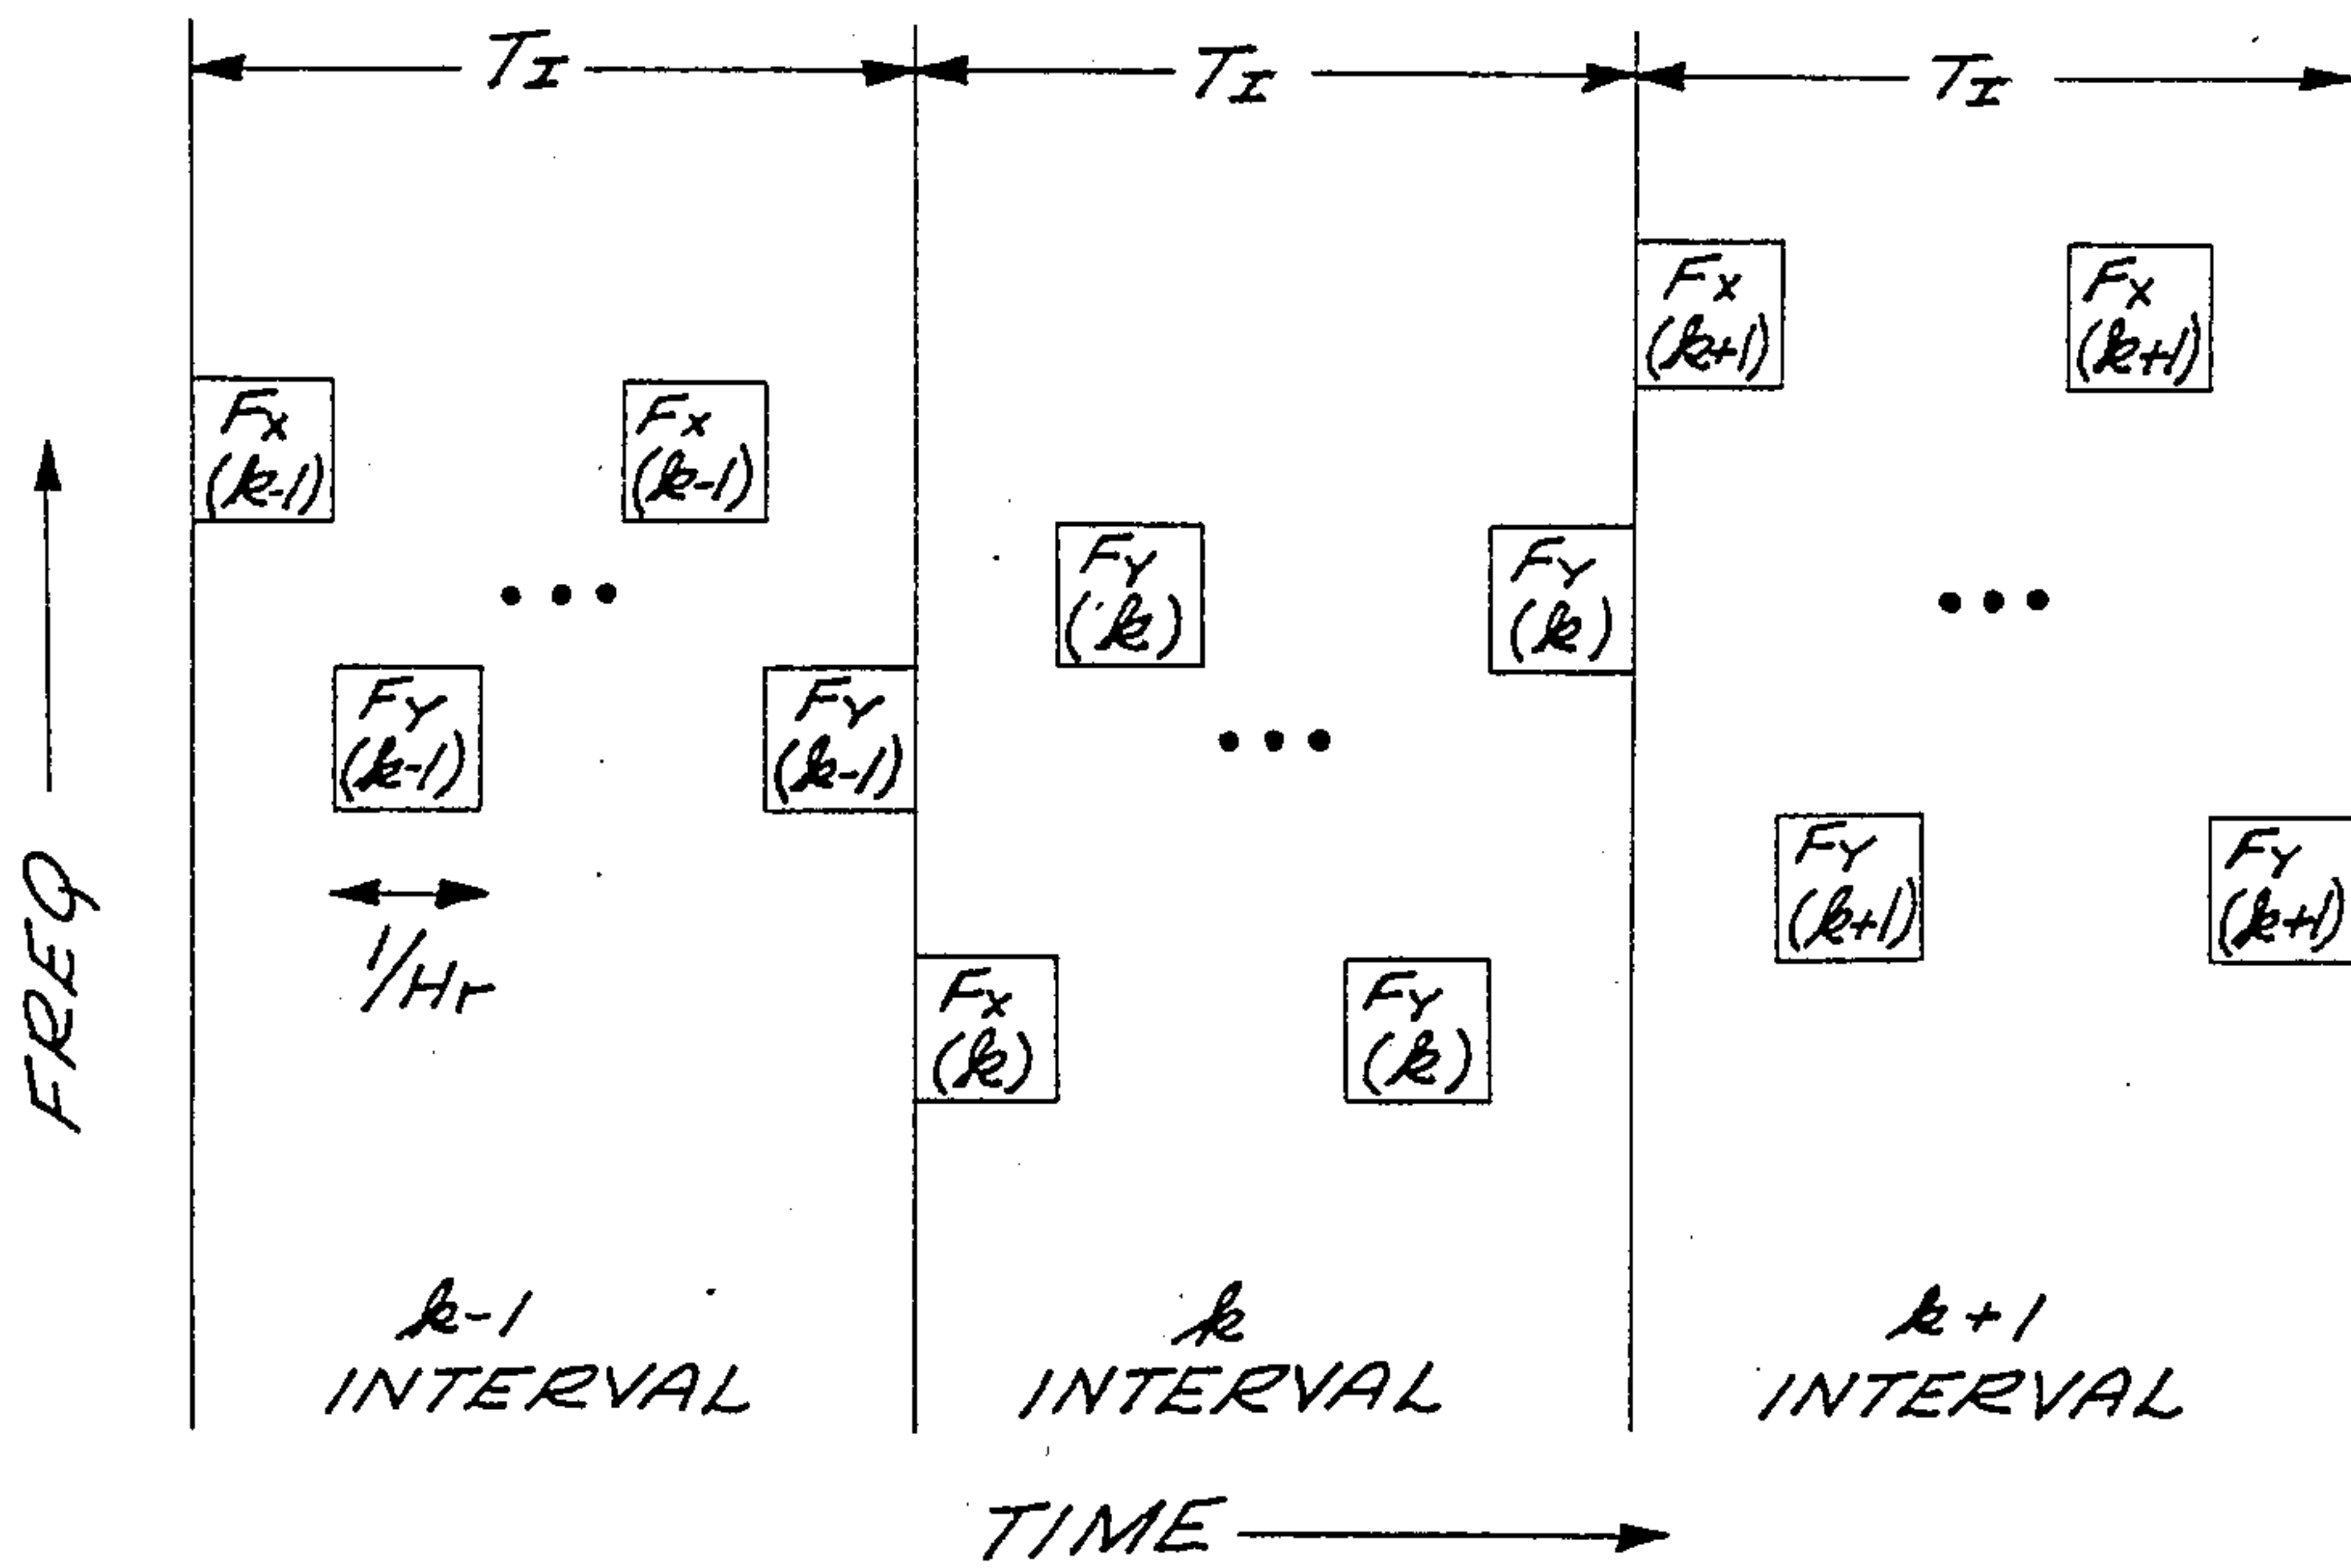 T_I
T_I
T_I
F_X
(k+1)
F_X
(k+1)
F_X
(k-1)
F_X
(k-1)
F_Y
(k)
F_Y
(k)
•••
•••
F_Y
(k-1)
F_Y
(k-1)
•••
F_Y
(k+1)
F_Y
(k+1)
1/Hr
FREQ
F_X
(k)
F_Y
(k)
k-1
INTERVAL
k
INTERVAL
k+1
INTERVAL
TIME